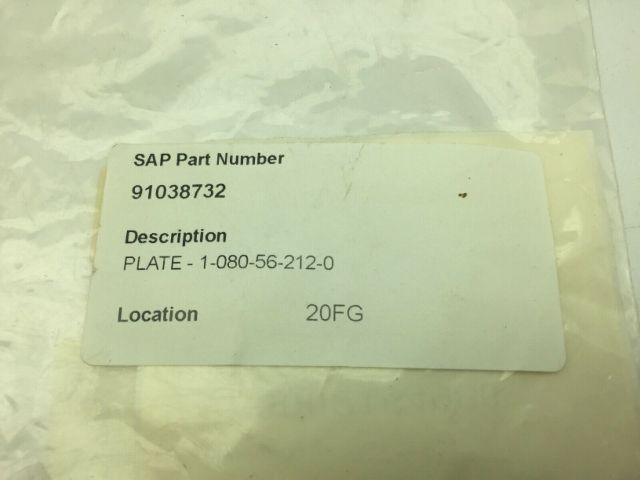 SAP Part Number
91038732
Description
PLATE - 1-080-56-212-0
Location 20FG